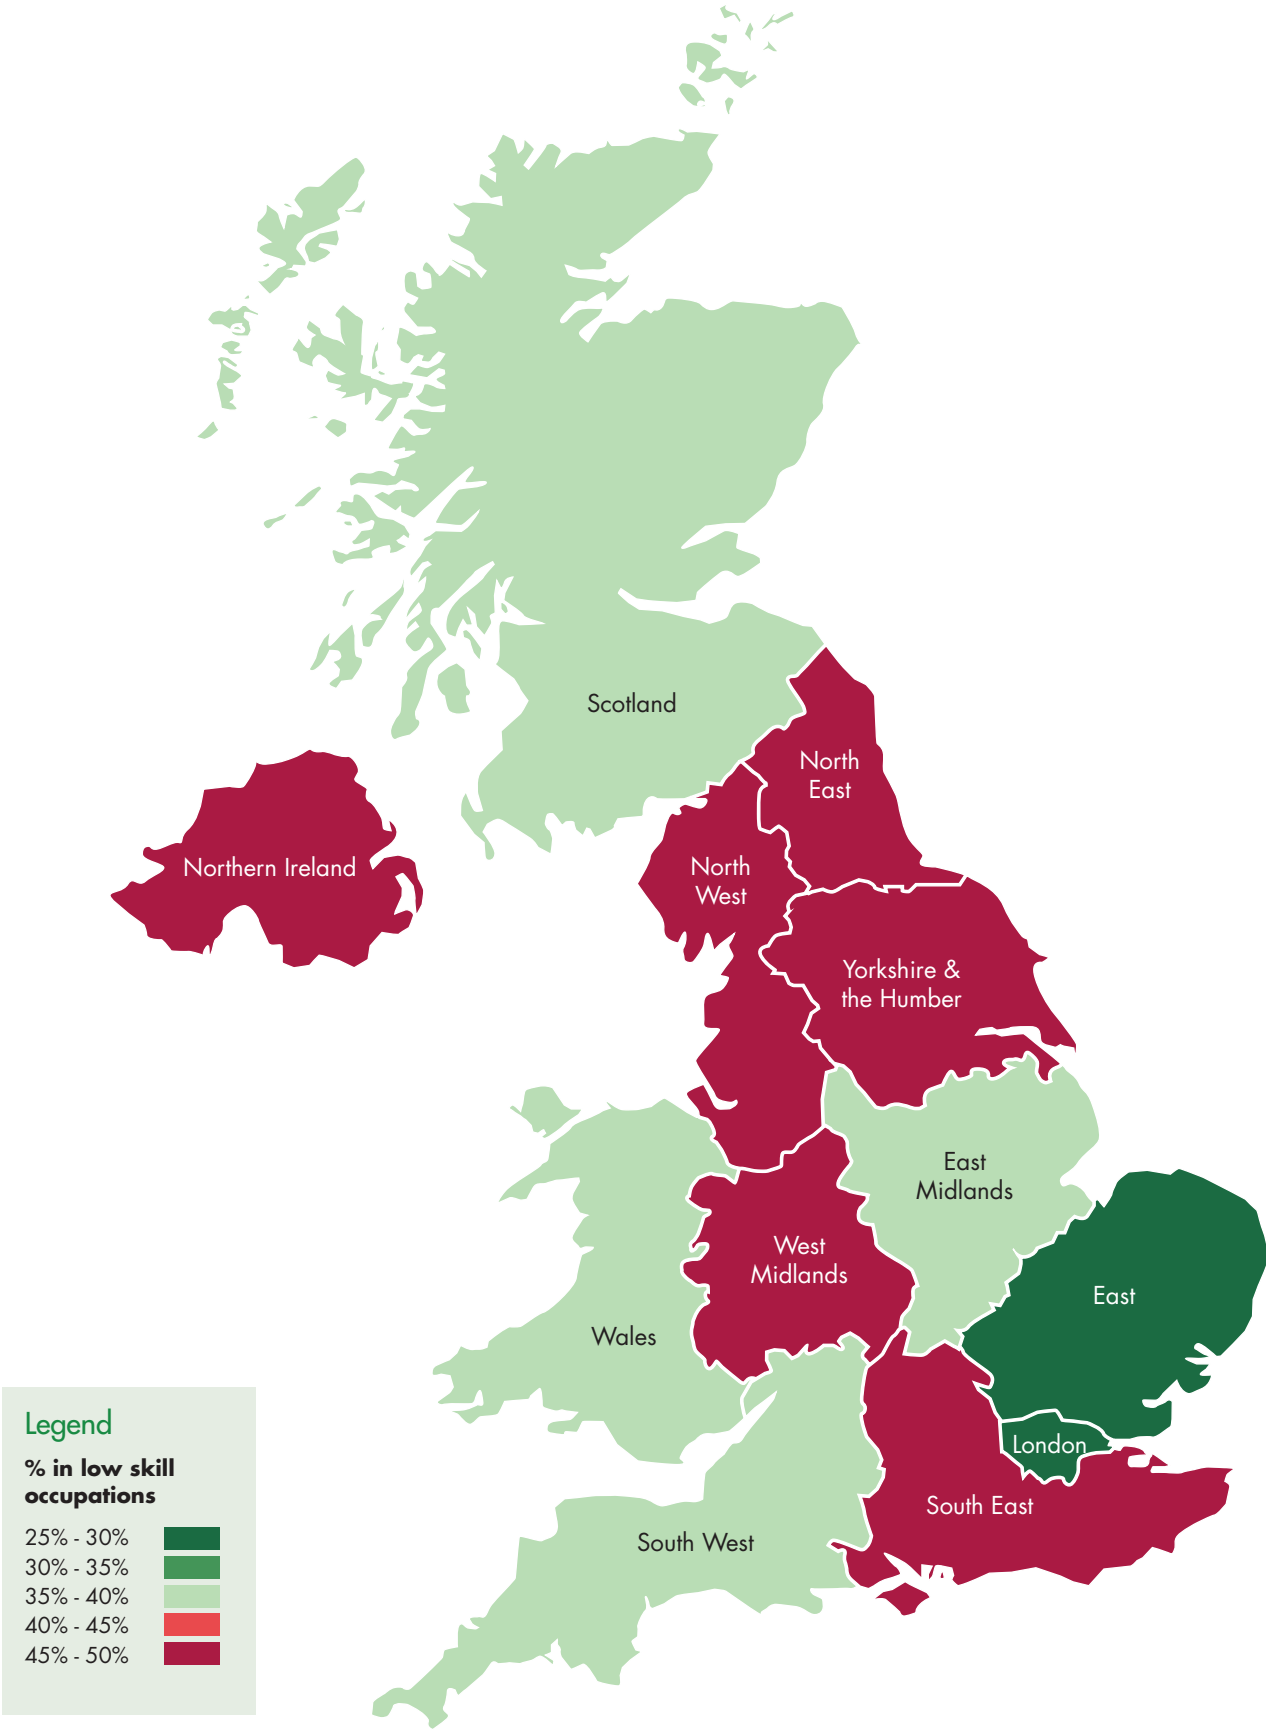 Scotland
North
East
Northern Ireland
North
West
Yorkshire &
the Humber
East
Midlands
West
Midlands
East
Wales
London
South East
South West
Legend
% in low skill
occupations
25% - 30%
30% - 35%
35% - 40%
40% - 45%
45% - 50%